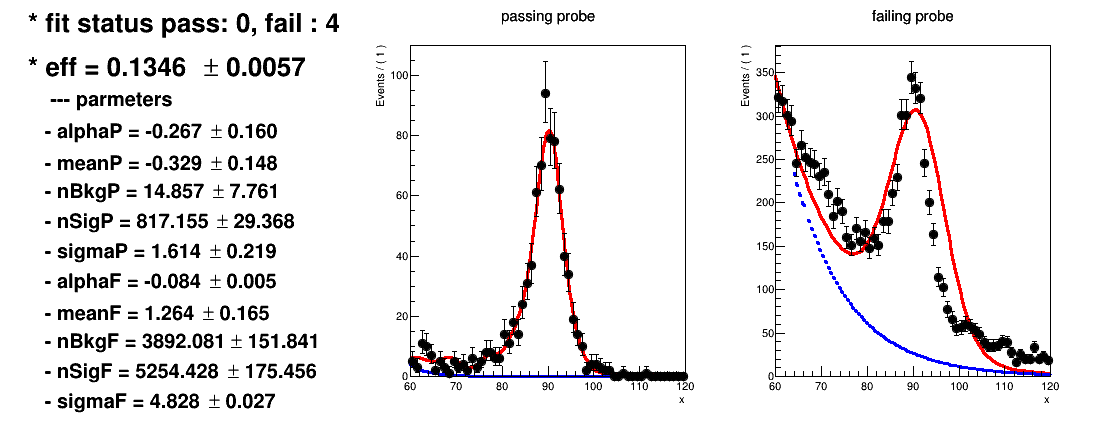 * fit status pass: 0, fail : 4
* eff = 0.1346 ± 0.0057
--- parmeters
- alphaP = -0.267 ± 0.160
- meanP = -0.329 ± 0.148
- nBkgP = 14.857 ± 7.761
- nSigP = 817.155 ± 29.368
- sigmaP = 1.614 ± 0.219
- alphaF = -0.084 ± 0.005
- meanF = 1.264 ± 0.165
- nBkgF = 3892.081 ± 151.841
- nSigF = 5254.428 ± 175.456
- sigmaF = 4.828 ± 0.027
passing probe
Events / ( 1 )
100
80
60
40
20
0
60 70 80 90 100 110 120
x
failing probe
Events / ( 1 )
350
300
250
200
150
100
50
0
60 70 80 90 100 110 120
x